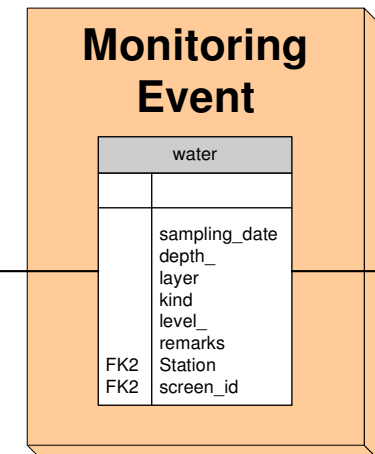 Monitoring
Event
water
sampling_date
depth_
layer
kind
level_
remarks
FK2 Station
FK2 screen_id